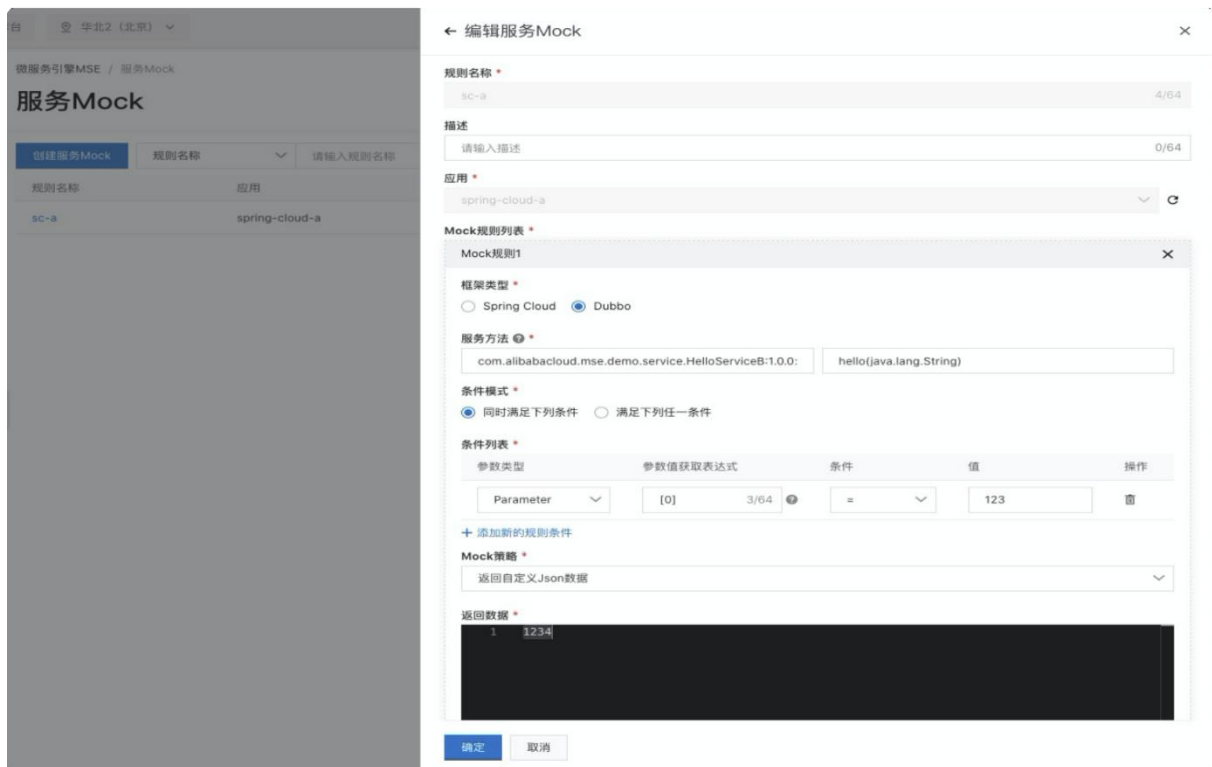 台
华北2（北京）
微服务引擎MSE / 服务Mock
服务Mock
创建服务Mock
规则名称
请输入规则名称
规则名称 应用
sc-a spring-cloud-a
编辑服务Mock
规则名称 *
sc-a 4/64
描述
请输入描述 0/64
应用 *
spring-cloud-a
Mock规则列表 *
Mock规则1
框架类型 *
Spring Cloud Dubbo
服务方法 *
com.alibabacloud.mse.demo.service.HelloServiceB:1.0.0: hello(java.lang.String)
条件模式 *
同时满足下列条件 满足下列任一条件
条件列表 *
参数类型 参数值获取表达式 条件 值 操作
Parameter [0] 3/64 = 123
+ 添加新的规则条件
Mock策略 *
返回自定义Json数据
返回数据 *
1 1234
确定 取消